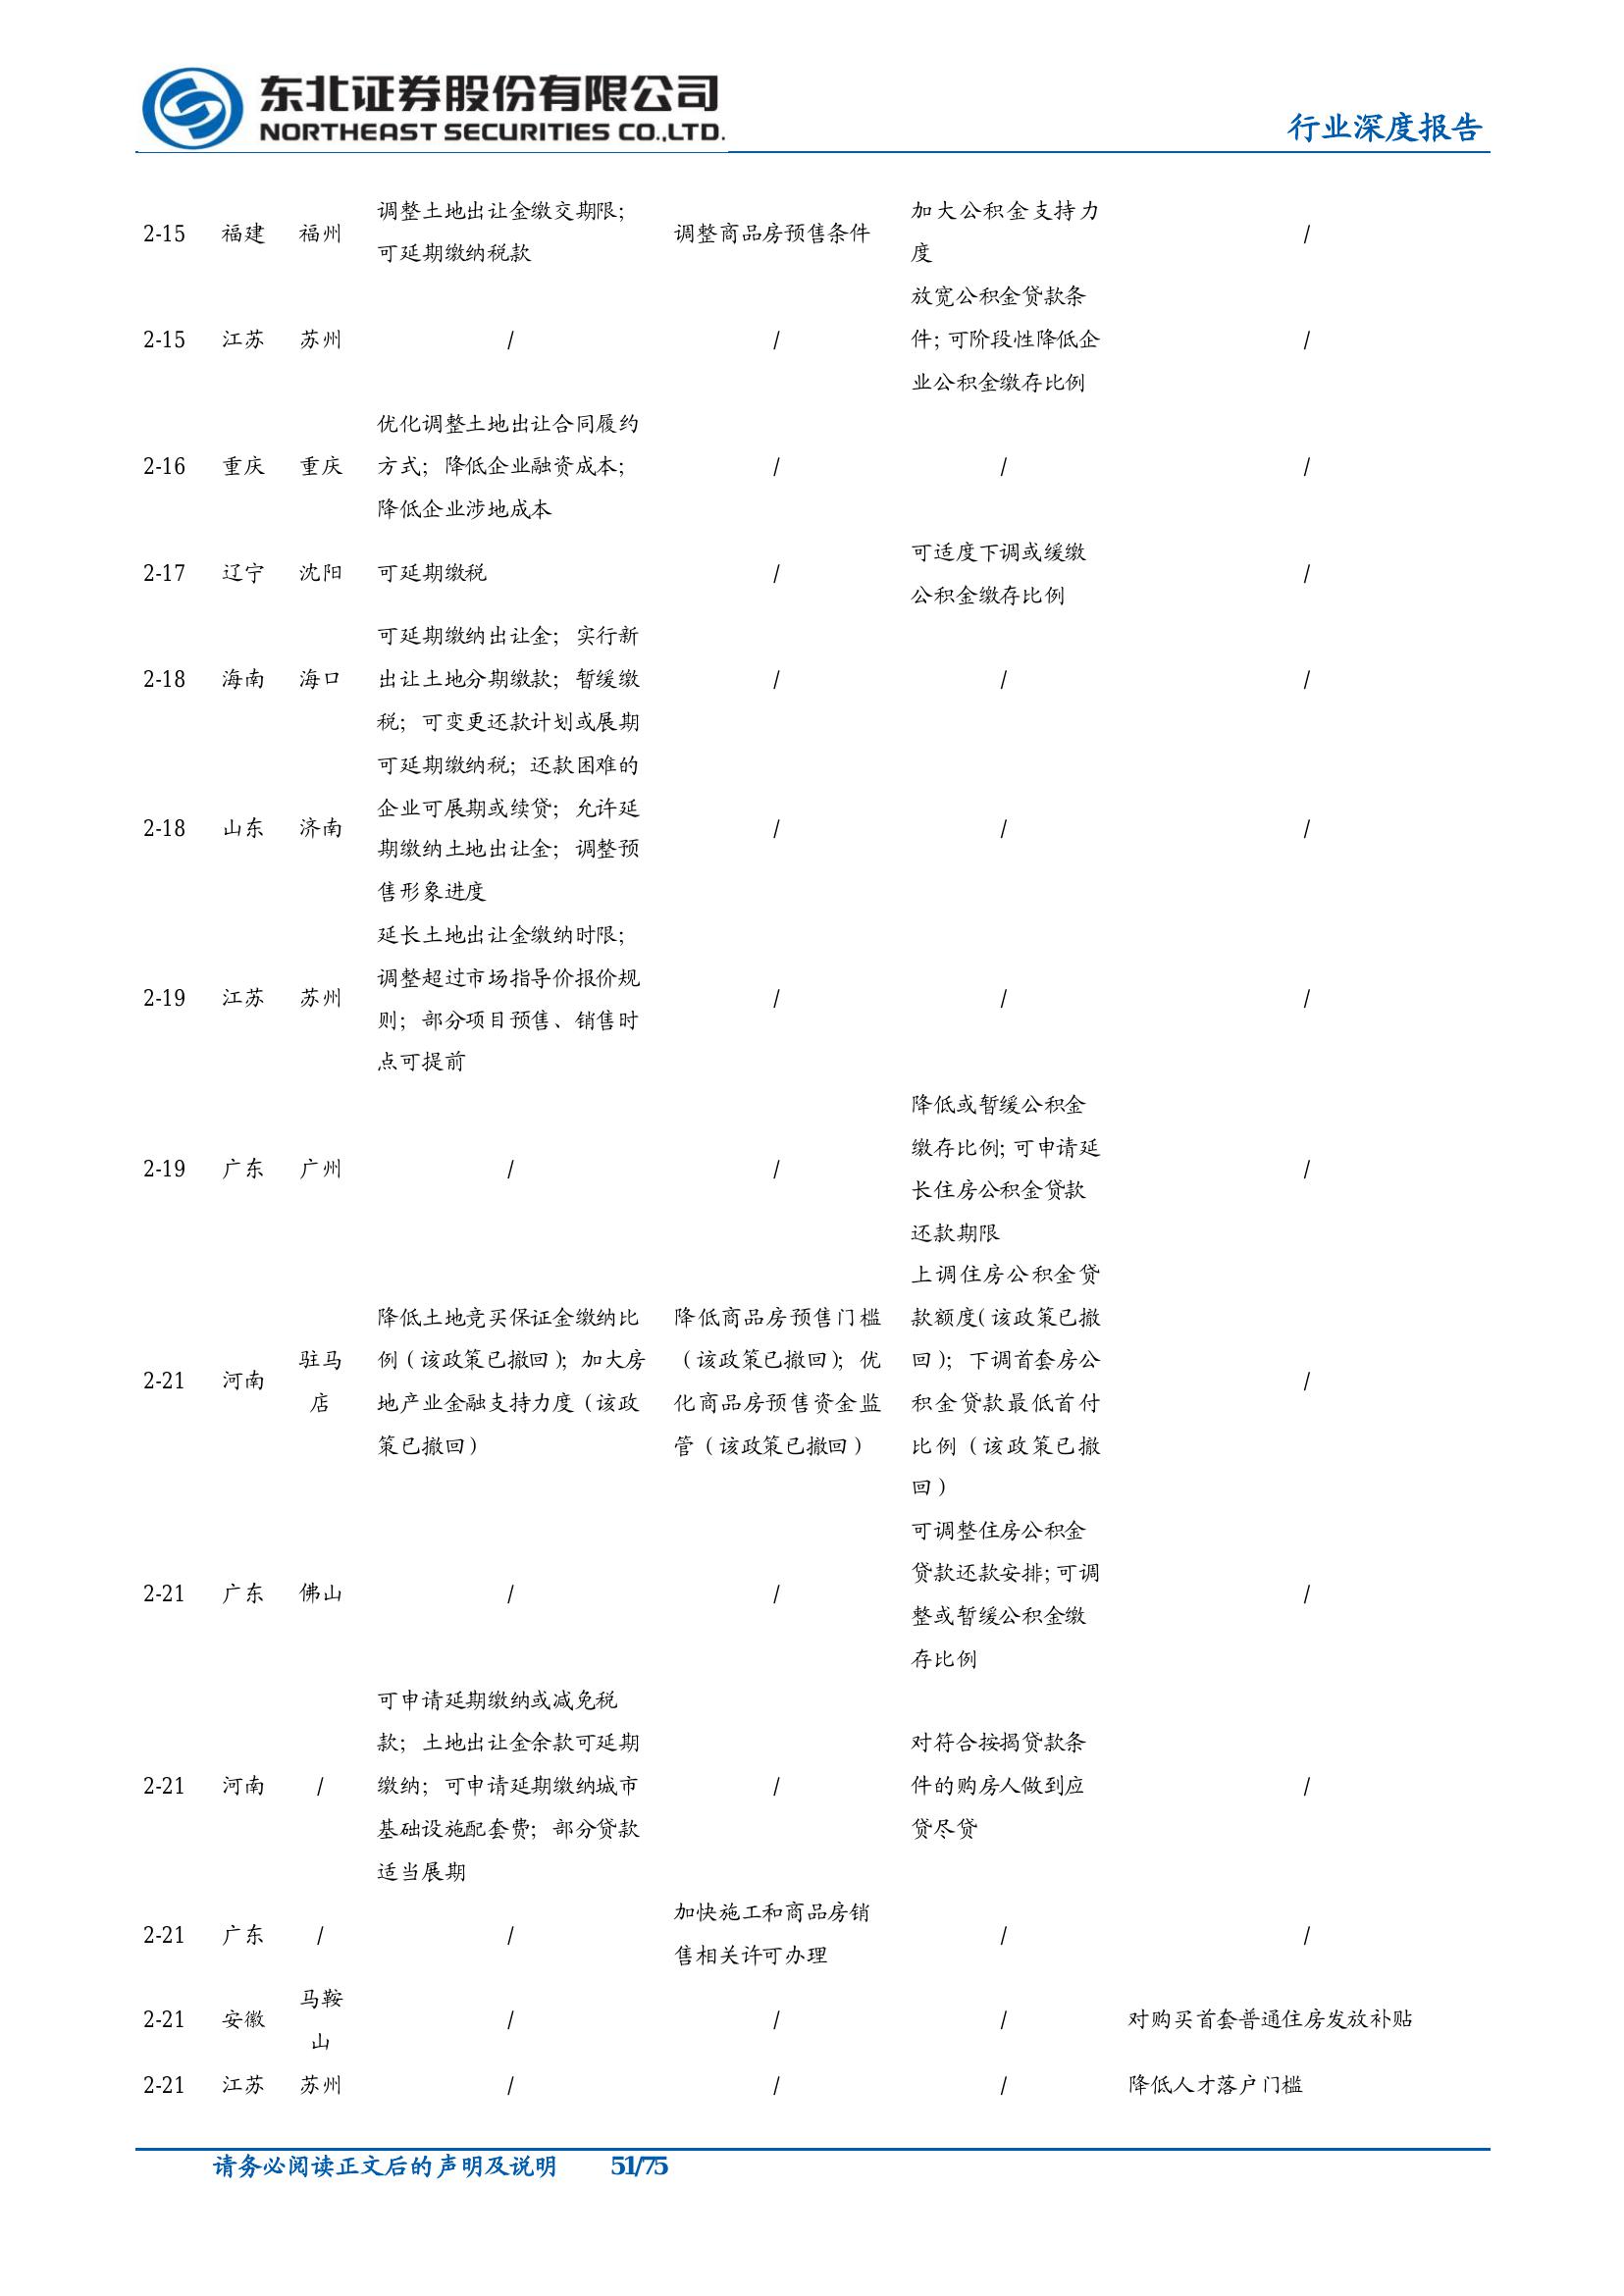 东北证券股份有限公司
NORTHEAST SECURITIES CO.,LTD.
行业深度报告
2-15 福建 福州 调整土地出让金缴交期限；
可延期缴纳税款 调整商品房预售条件 加大公积金支持力
度 /
2-15 江苏 苏州 / / 放宽公积金贷款条
件；可阶段性降低企
业公积金缴存比例 /
2-16 重庆 重庆 优化调整土地出让合同履约
方式；降低企业融资成本；
降低企业涉地成本 / / /
2-17 辽宁 沈阳 可延期缴税 / 可适度下调或缓缴
公积金缴存比例 /
2-18 海南 海口 可延期缴纳出让金；实行新
出让土地分期缴款；暂缓缴
税；可变更还款计划或展期 / / /
2-18 山东 济南 可延期缴纳税；还款困难的
企业可展期或续贷；允许延
期缴纳土地出让金；调整预
售形象进度 / / /
2-19 江苏 苏州 延长土地出让金缴纳时限；
调整超过市场指导价报价规
则；部分项目预售、销售时
点可提前 / / /
2-19 广东 广州 / / 降低或暂缓公积金
缴存比例；可申请延
长住房公积金贷款
还款期限 /
2-21 河南 驻马
店 降低土地竞买保证金缴纳比
例（该政策已撤回）；加大房
地产业金融支持力度（该政
策已撤回） 降低商品房预售门槛
（该政策已撤回）；优
化商品房预售资金监
管（该政策已撤回） 上调住房公积金贷
款额度（该政策已撤
回）；下调首套房公
积金贷款最低首付
比例（该政策已撤
回） /
2-21 广东 佛山 / / 可调整住房公积金
贷款还款安排；可调
整或暂缓公积金缴
存比例 /
2-21 河南 / 可申请延期缴纳或减免税
款；土地出让金余款可延期
缴纳；可申请延期缴纳城市
基础设施配套费；部分贷款
适当展期 / 对符合按揭贷款条
件的购房人做到应
贷尽贷 /
2-21 广东 / / 加快施工和商品房销
售相关许可办理 / /
2-21 安徽 马鞍
山 / / / 对购买首套普通住房发放补贴
2-21 江苏 苏州 / / / 降低人才落户门槛
请务必阅读正文后的声明及说明 51/75